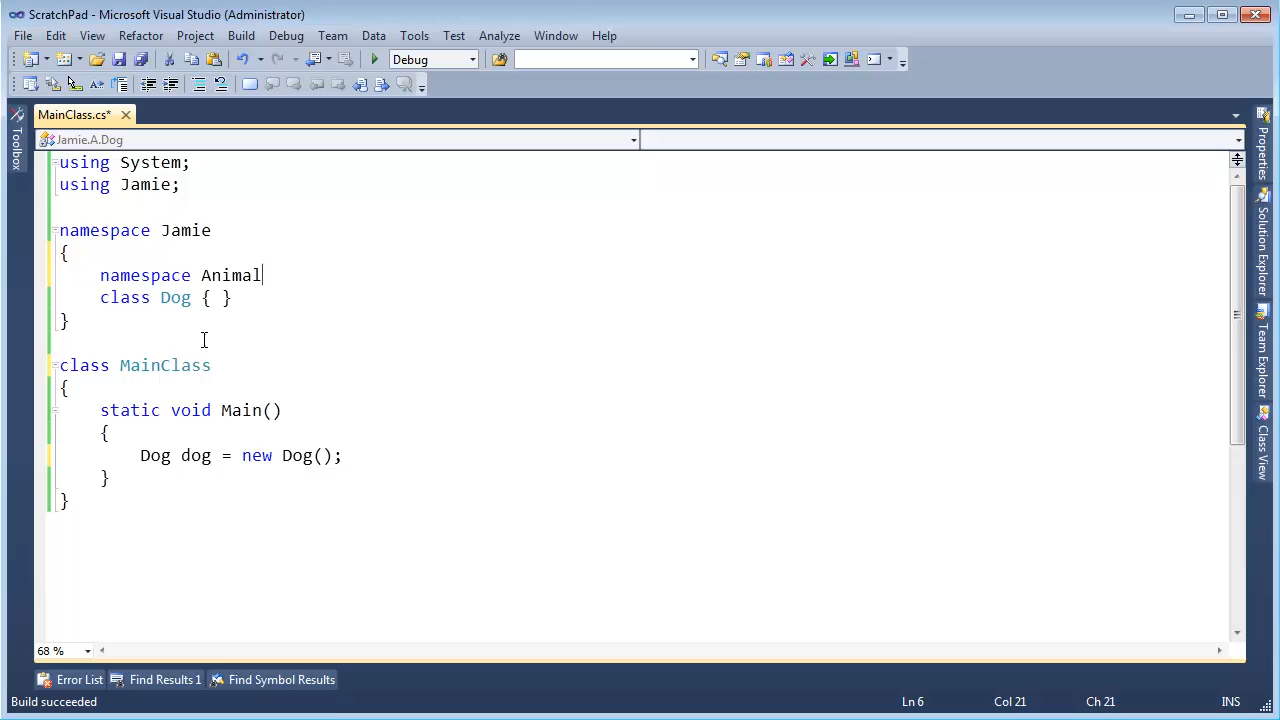 ScratchPad - Microsoft Visual Studio (Administrator)
File Edit View Refactor Project Build Debug Team Data Tools Test Analyze Window Help
Debug
MainClass.cs*
Toolbox
Jamie.A.Dog
using System;
using Jamie;
namespace Jamie
{
namespace Animal
class Dog { }
}
class MainClass
{
static void Main()
{
Dog dog = new Dog();
}
}
Properties
Solution Explorer
Team Explorer
Class View
68 %
Error List Find Results 1 Find Symbol Results
Build succeeded Ln 6 Col 21 Ch 21 INS